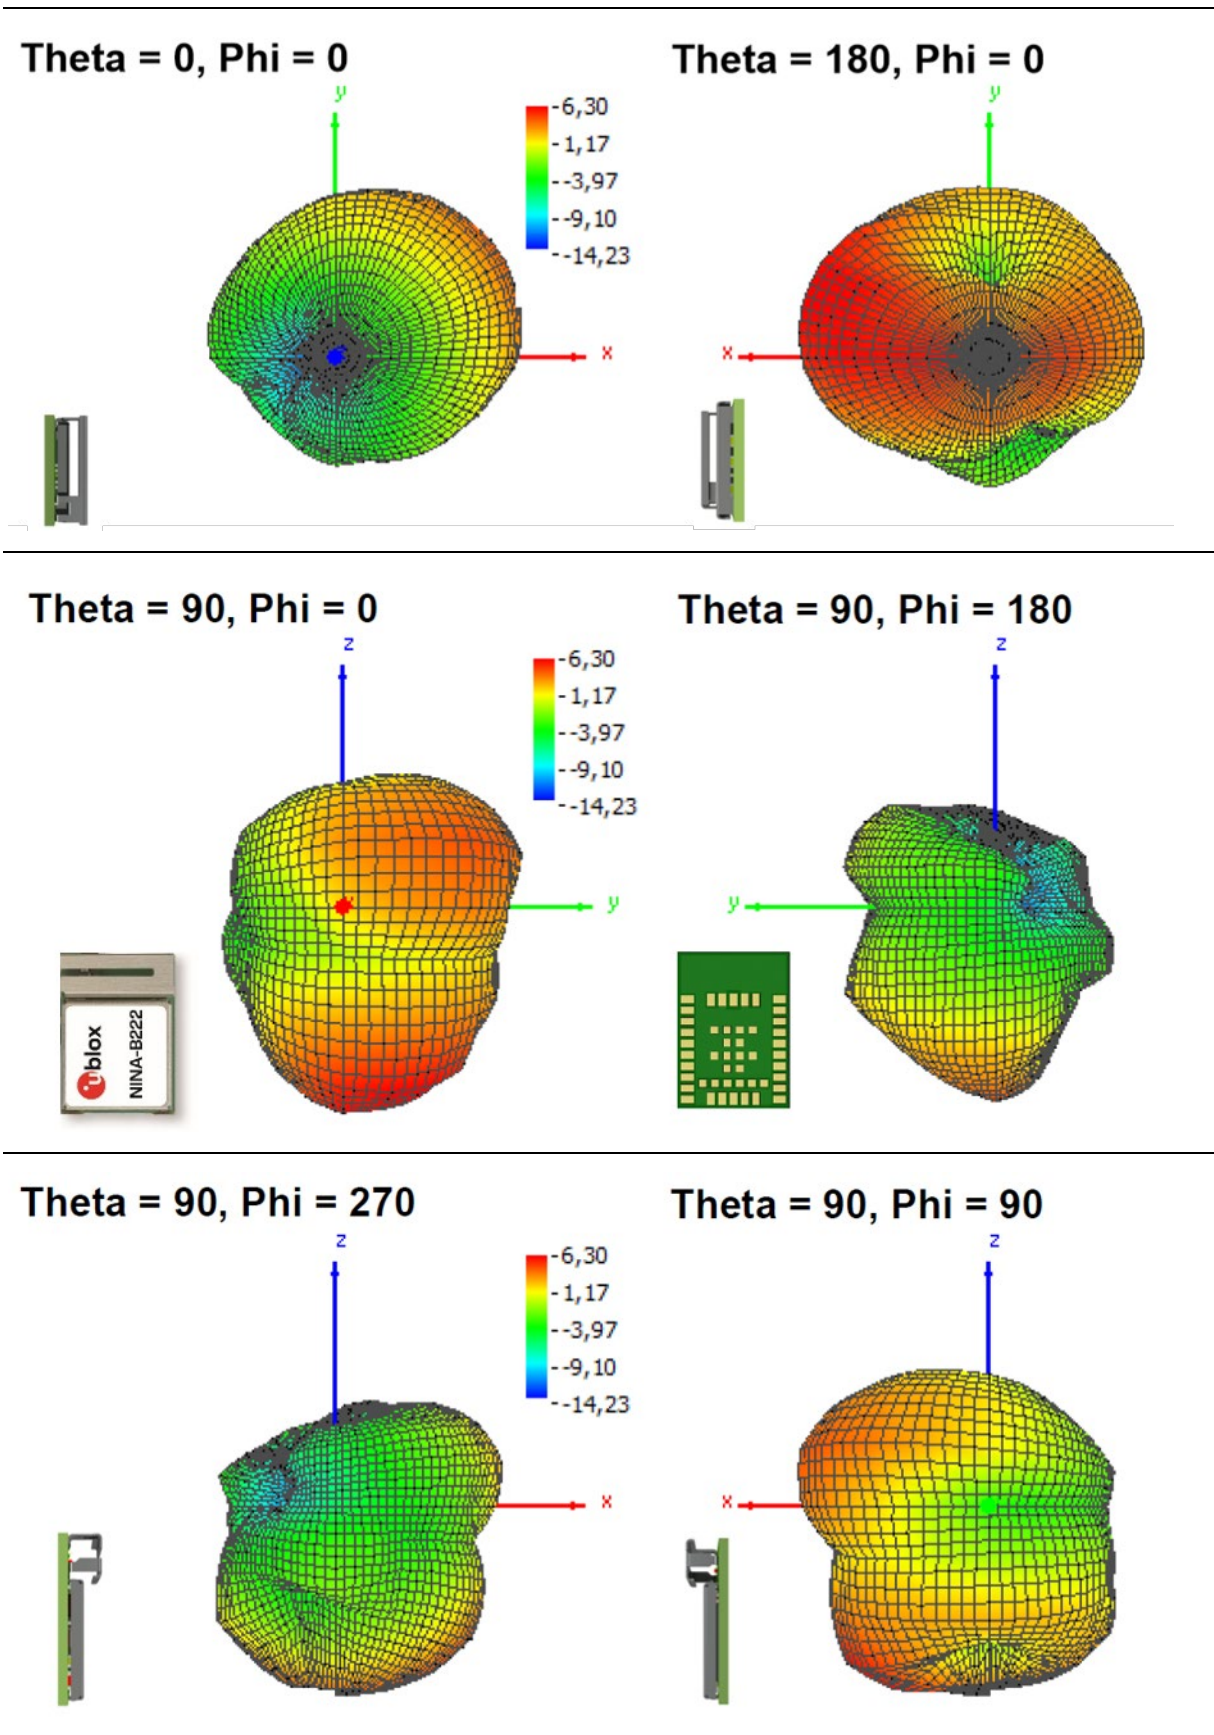 Theta = 0, Phi = 0
Theta = 180, Phi = 0
y
-6,30
-1,17
--3,97
--9,10
--14,23
x
y
x
Theta = 90, Phi = 0
Theta = 90, Phi = 180
z
-6,30
-1,17
--3,97
--9,10
--14,23
y
ublox
NINA-B222
z
y
Theta = 90, Phi = 270
Theta = 90, Phi = 90
z
-6,30
-1,17
--3,97
--9,10
--14,23
x
z
x